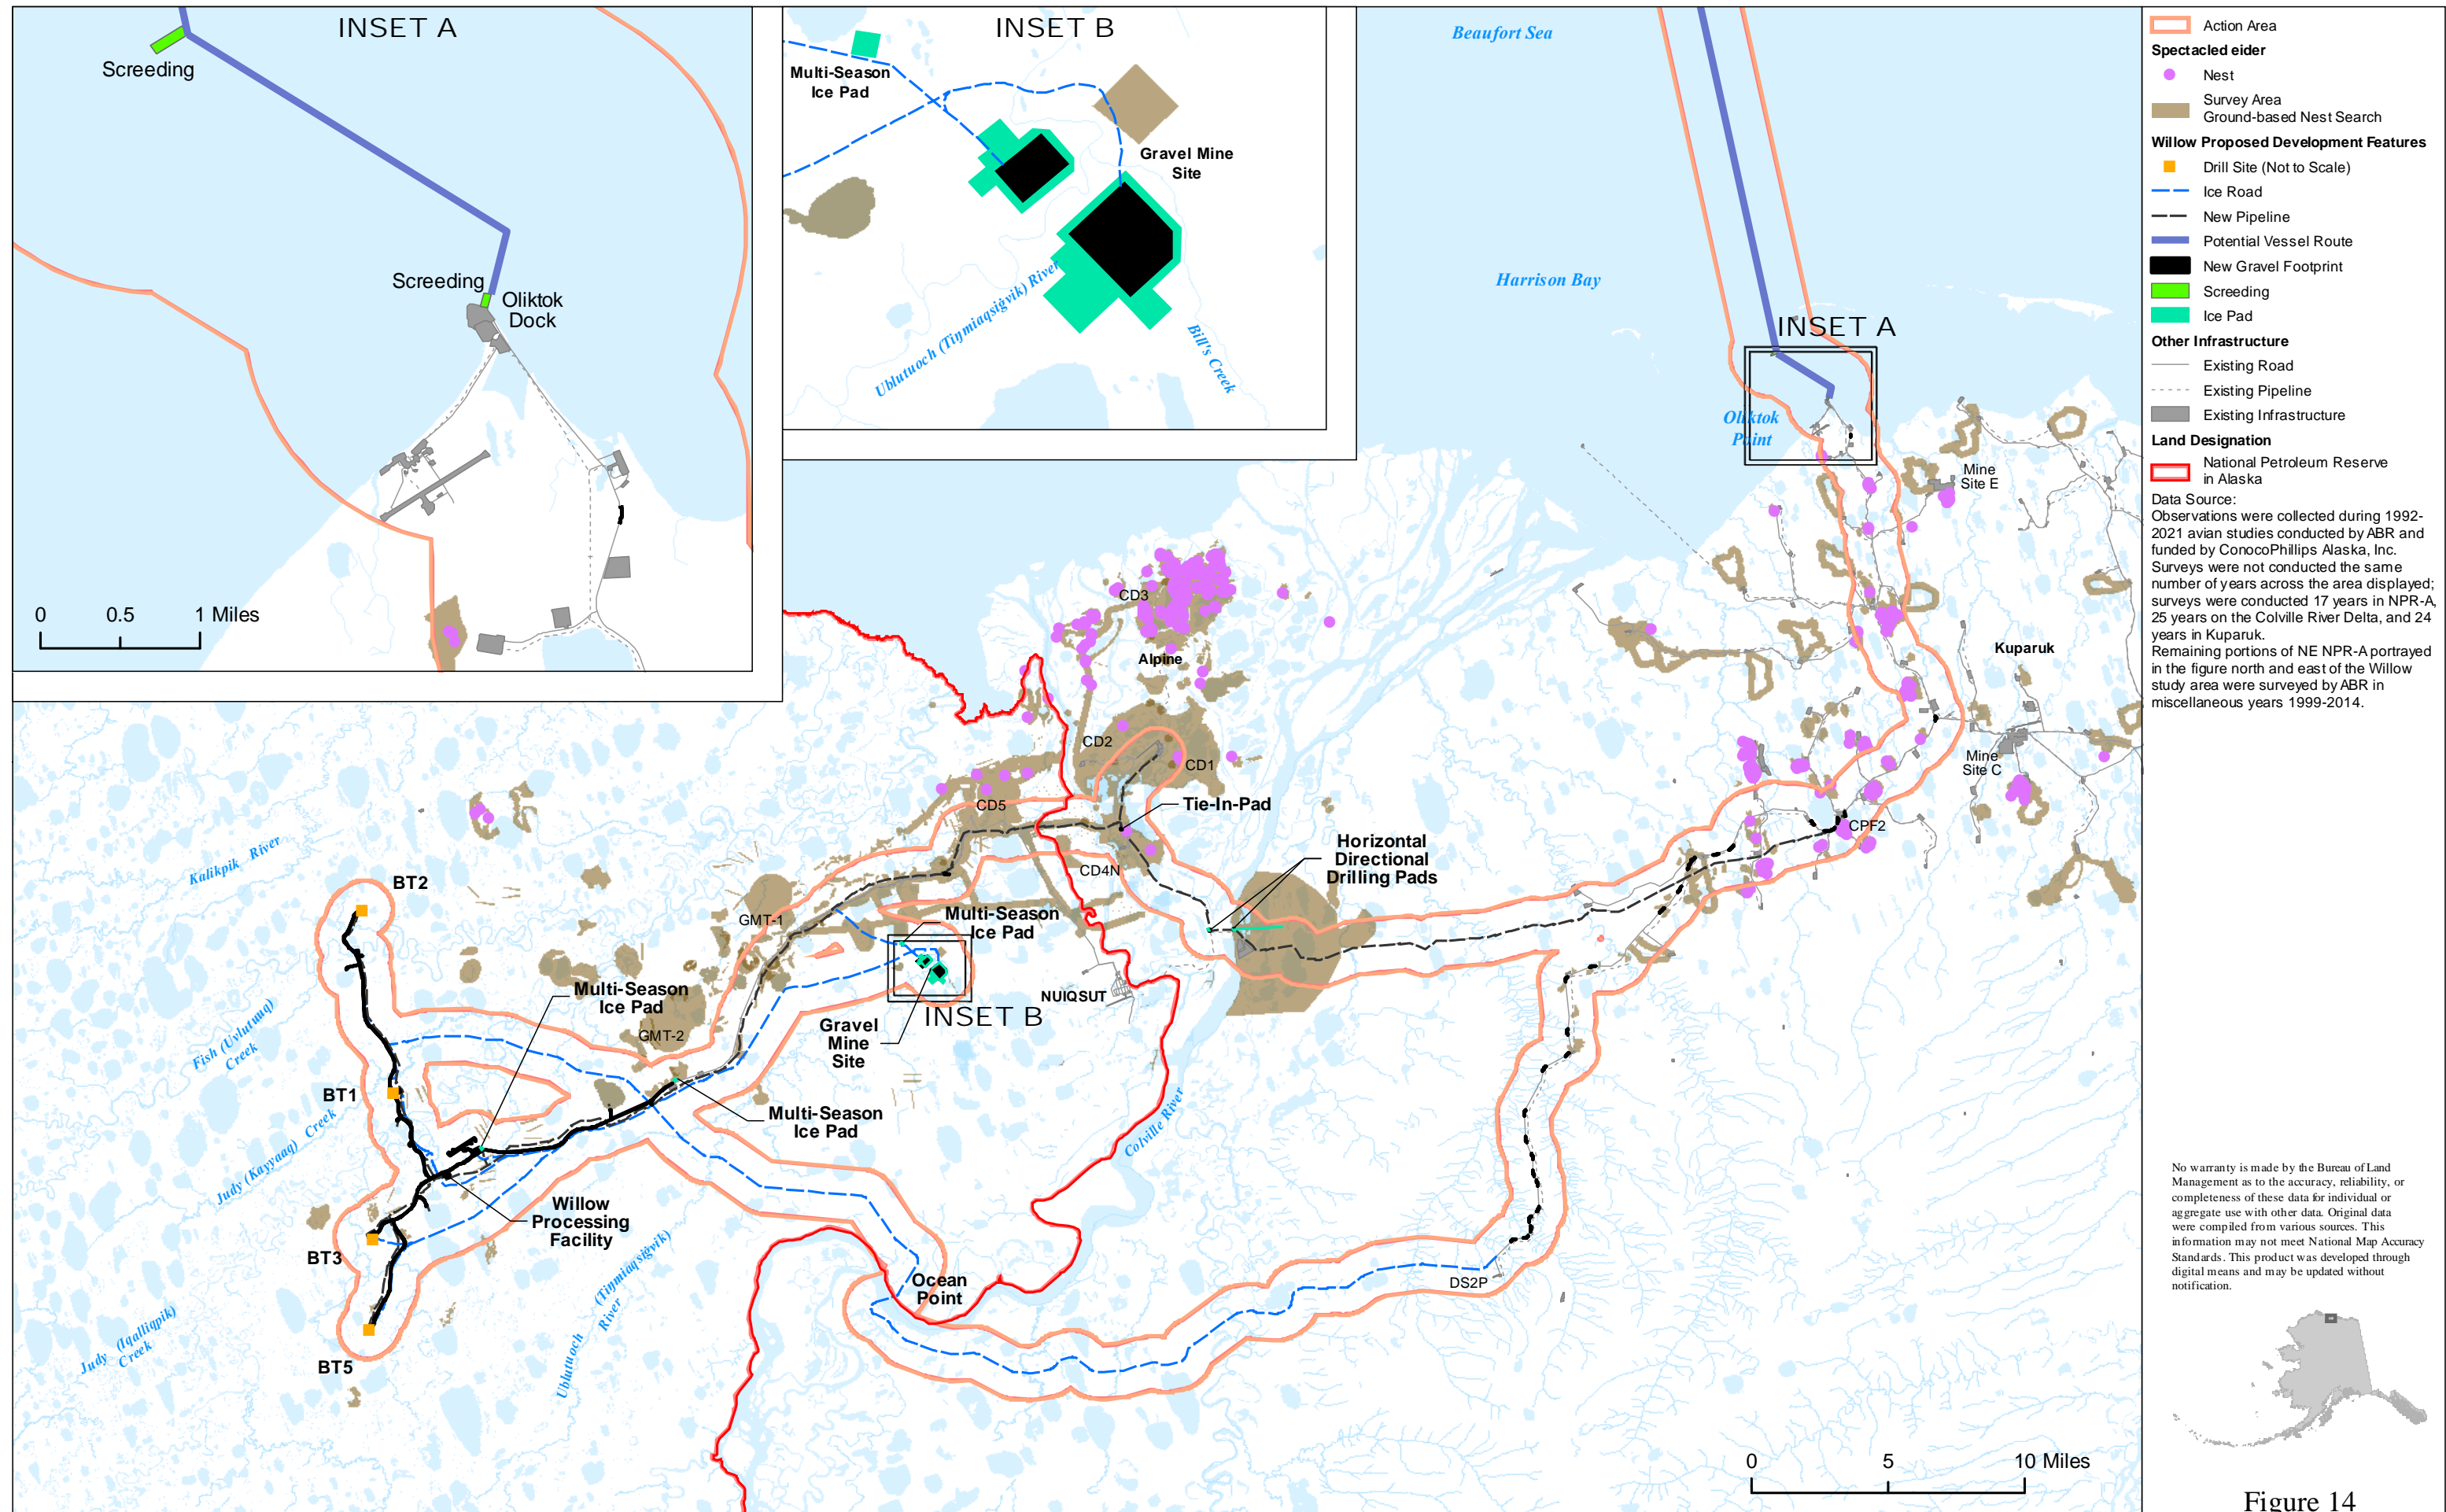 INSET A
Screeding
Screeding
Oliktok
Dock
0 0.5 1 Miles
INSET B
Multi-Season
Ice Pad
Gravel Mine
Site
Ublutuoch (Tiŋmiaqsiġvik) River
Bill's Creek
Beaufort Sea
Harrison Bay
INSET A
Oliktok
Point
Mine
Site E
Kuparuk
Mine
Site C
CD3
Alpine
CD2
CD1
CD5
Tie-In-Pad
CD4N
Horizontal
Directional
Drilling Pads
CPF2
Kalikpik River
BT2
GMT-1
Multi-Season
Ice Pad
Multi-Season
Ice Pad
NUIQSUT
INSET B
Fish (Uvlutuuq)
Creek
GMT-2
Gravel
Mine
Site
BT1
Judy (Kayyaaq) Creek
Multi-Season
Ice Pad
Colville River
Willow
Processing
Facility
BT3
Ublutuoch (Tiŋmiaqsiġvik)
River
Ocean
Point
DS2P
Judy (Iqalliqpik)
Creek
BT5
0 5 10 Miles
Action Area
Spectacled eider
Nest
Survey Area
Ground-based Nest Search
Willow Proposed Development Features
Drill Site (Not to Scale)
Ice Road
New Pipeline
Potential Vessel Route
New Gravel Footprint
Screeding
Ice Pad
Other Infrastructure
Existing Road
Existing Pipeline
Existing Infrastructure
Land Designation
National Petroleum Reserve
in Alaska
Data Source:
Observations were collected during 1992-
2021 avian studies conducted by ABR and
funded by ConocoPhillips Alaska, Inc.
Surveys were not conducted the same
number of years across the area displayed;
surveys were conducted 17 years in NPR-A,
25 years on the Colville River Delta, and 24
years in Kuparuk.
Remaining portions of NE NPR-A portrayed
in the figure north and east of the Willow
study area were surveyed by ABR in
miscellaneous years 1999-2014.
No warranty is made by the Bureau of Land
Management as to the accuracy, reliability, or
completeness of these data for individual or
aggregate use with other data. Original data
were compiled from various sources. This
information may not meet National Map Accuracy
Standards. This product was developed through
digital means and may be updated without
notification.
Figure 14